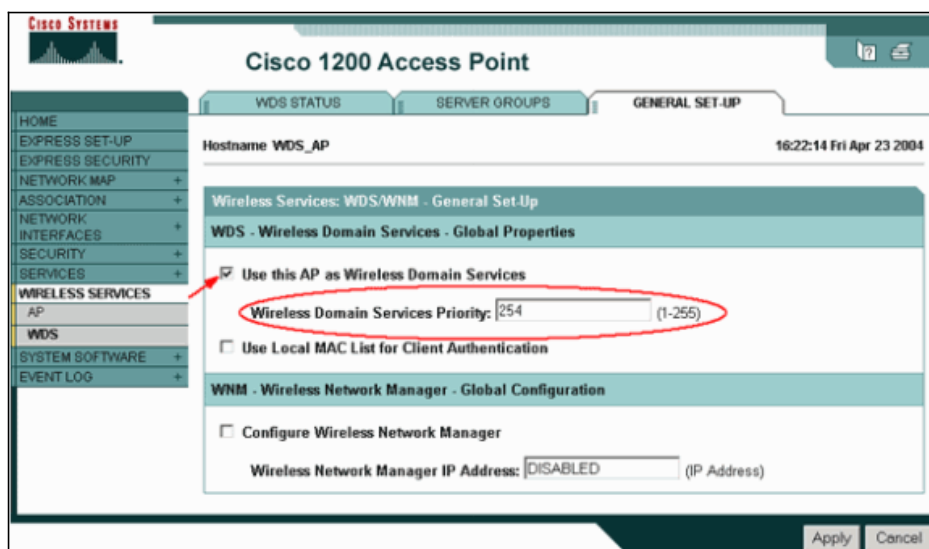 CISCO SYSTEMS
Cisco 1200 Access Point
WDS STATUS
SERVER GROUPS
GENERAL SET-UP
HOME
EXPRESS SET-UP
EXPRESS SECURITY
NETWORK MAP +
ASSOCIATION +
NETWORK
INTERFACES +
SECURITY +
SERVICES +
WIRELESS SERVICES
AP
WDS
SYSTEM SOFTWARE +
EVENT LOG +
Hostname WDS_AP
16:22:14 Fri Apr 23 2004
Wireless Services: WDS/WNM - General Set-Up
WDS - Wireless Domain Services - Global Properties
Use this AP as Wireless Domain Services
Wireless Domain Services Priority: 254 (1-255)
Use Local MAC List for Client Authentication
WNM - Wireless Network Manager - Global Configuration
Configure Wireless Network Manager
Wireless Network Manager IP Address: DISABLED (IP Address)
Apply
Cancel